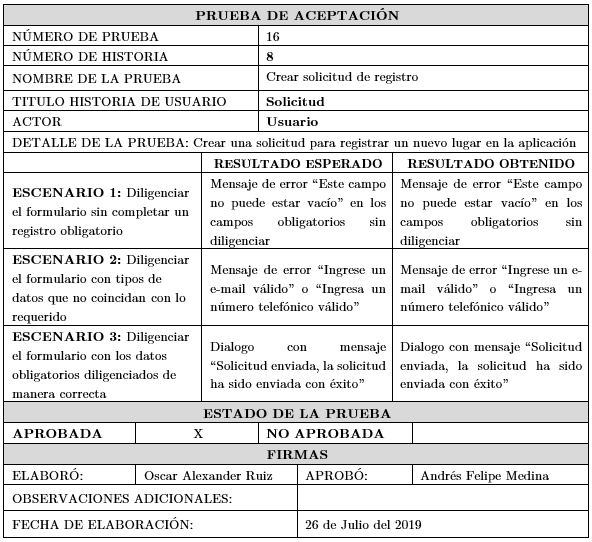 PRUEBA DE ACEPTACIÓN
NÚMERO DE PRUEBA 16
NÚMERO DE HISTORIA 8
NOMBRE DE LA PRUEBA Crear solicitud de registro
TITULO HISTORIA DE USUARIO Solicitud
ACTOR Usuario
DETALLE DE LA PRUEBA: Crear una solicitud para registrar un nuevo lugar en la aplicación
RESULTADO ESPERADO RESULTADO OBTENIDO
ESCENARIO 1: Diligenciar
el formulario sin completar un
registro obligatorio
Mensaje de error “Este campo
no puede estar vacío” en los
campos obligatorios sin
diligenciar
Mensaje de error “Este campo
no puede estar vacío” en los
campos obligatorios sin
diligenciar
ESCENARIO 2: Diligenciar
el formulario con tipos de
datos que no coincidan con lo
requerido
Mensaje de error “Ingrese un
e-mail válido” o “Ingresa un
número telefónico válido”
Mensaje de error “Ingrese un e-
mail válido” o “Ingresa un
número telefónico válido”
ESCENARIO 3: Diligenciar
el formulario con los datos
obligatorios diligenciados de
manera correcta
Dialogo con mensaje
“Solicitud enviada, la solicitud
ha sido enviada con éxito”
Dialogo con mensaje “Solicitud
enviada, la solicitud ha sido
enviada con éxito”
ESTADO DE LA PRUEBA
APROBADA X NO APROBADA
FIRMAS
ELABORÓ: Oscar Alexander Ruiz APROBÓ: Andrés Felipe Medina
OBSERVACIONES ADICIONALES:
FECHA DE ELABORACIÓN: 26 de Julio del 2019